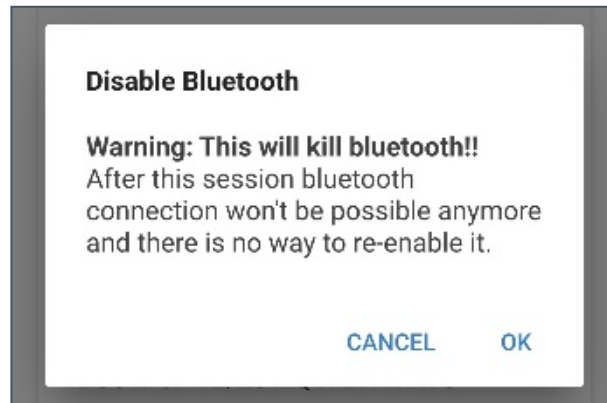 Disable Bluetooth
Warning: This will kill bluetooth!!
After this session bluetooth
connection won't be possible anymore
and there is no way to re-enable it.
CANCEL OK